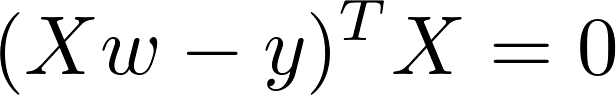 (Xw − y)^T X = 0